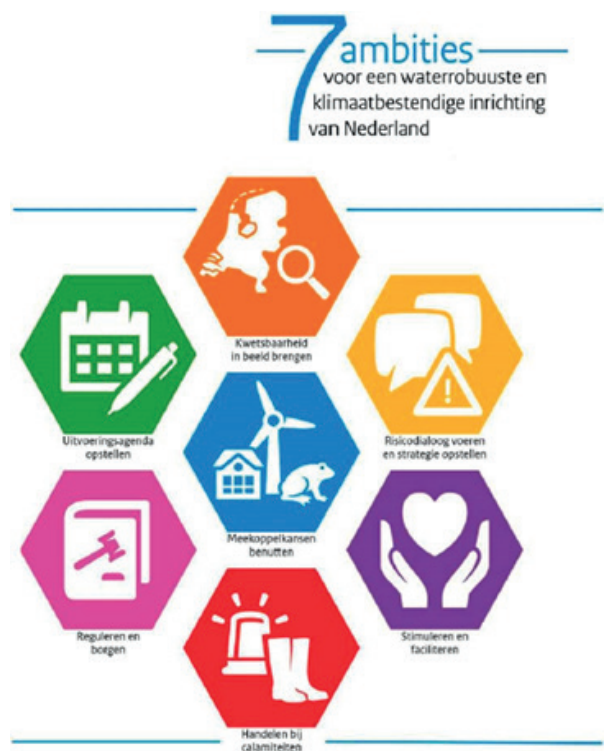 7 ambities
voor een waterrobuuste en
klimaatbestendige inrichting
van Nederland
Kwetsbaarheid
in beeld brengen
Uitvoeringsagenda
opstellen
Risicodialoog voeren
en strategie opstellen
Meekoppelkansen
benutten
Reguleren en
borgen
Stimuleren en
faciliteren
Handelen bij
calamiteiten